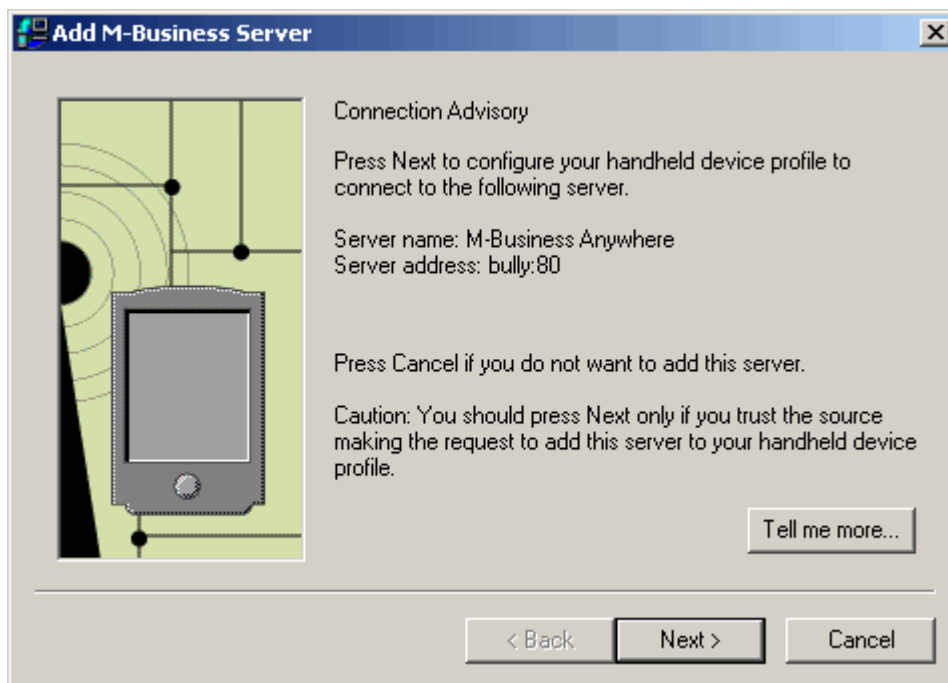 Add M-Business Server
Connection Advisory
Press Next to configure your handheld device profile to
connect to the following server.
Server name: M-Business Anywhere
Server address: bully:80
Press Cancel if you do not want to add this server.
Caution: You should press Next only if you trust the source
making the request to add this server to your handheld device
profile.
Tell me more...
< Back
Next >
Cancel